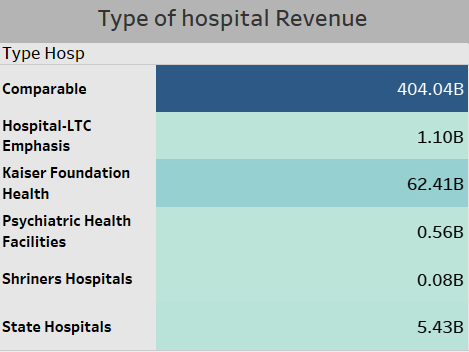 Type of hospital Revenue
Type Hosp
Comparable 404.04B
Hospital-LTC
Emphasis 1.10B
Kaiser Foundation
Health 62.41B
Psychiatric Health
Facilities 0.56B
Shriners Hospitals 0.08B
State Hospitals 5.43B